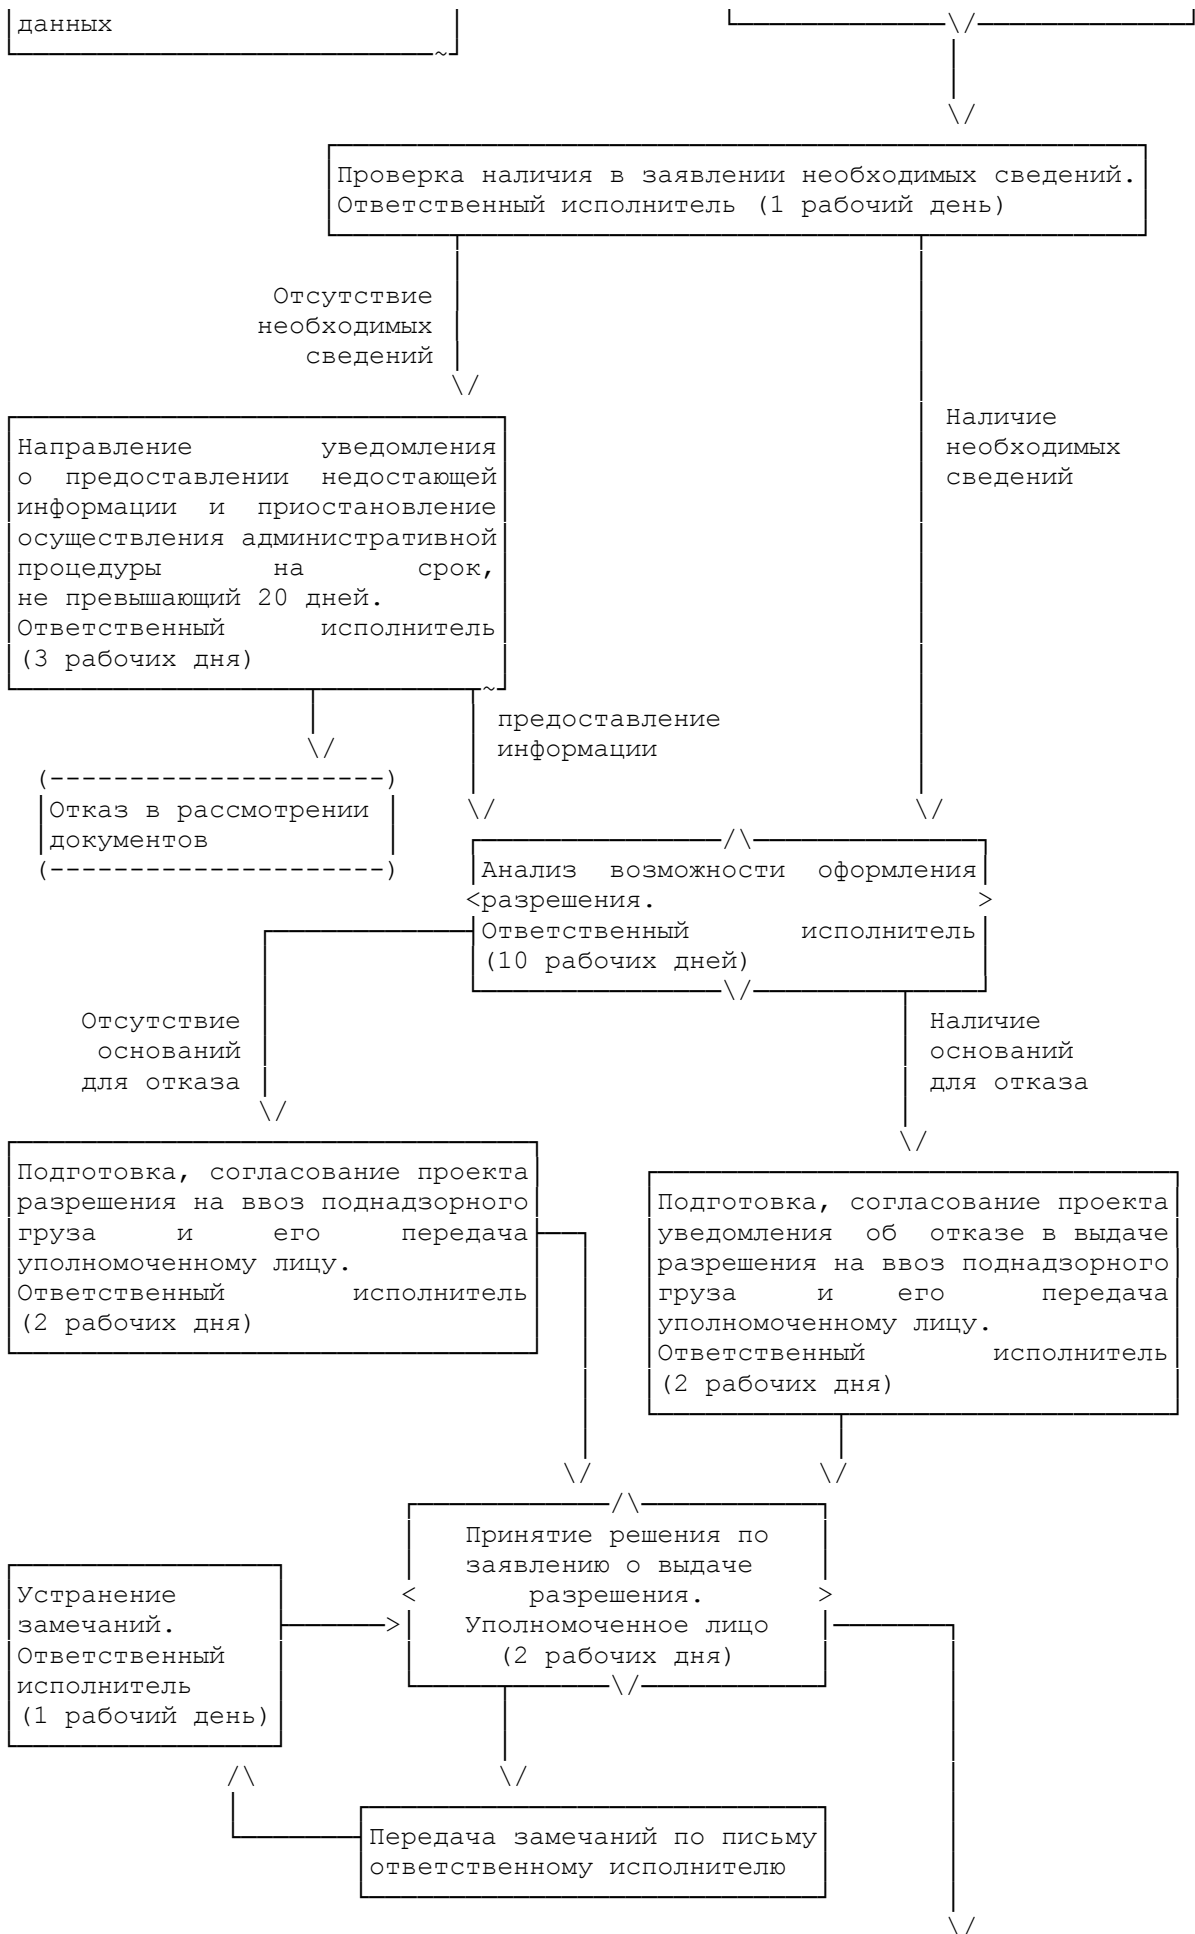 данных
Проверка наличия в заявлении необходимых сведений.
Ответственный исполнитель (1 рабочий день)
Отсутствие
необходимых
сведений
Наличие
необходимых
сведений
Направление уведомления
о предоставлении недостающей
информации и приостановление
осуществления административной
процедуры на срок,
не превышающий 20 дней.
Ответственный исполнитель
(3 рабочих дня)
предоставление
информации
Отказ в рассмотрении
документов
Анализ возможности оформления
разрешения.
Ответственный исполнитель
(10 рабочих дней)
Отсутствие
оснований
для отказа
Наличие
оснований
для отказа
Подготовка, согласование проекта
разрешения на ввоз поднадзорного
груза и его передача
уполномоченному лицу.
Ответственный исполнитель
(2 рабочих дня)
Подготовка, согласование проекта
уведомления об отказе в выдаче
разрешения на ввоз поднадзорного
груза и его передача
уполномоченному лицу.
Ответственный исполнитель
(2 рабочих дня)
Принятие решения по
заявлению о выдаче
разрешения.
Уполномоченное лицо
(2 рабочих дня)
Устранение
замечаний.
Ответственный
исполнитель
(1 рабочий день)
Передача замечаний по письму
ответственному исполнителю